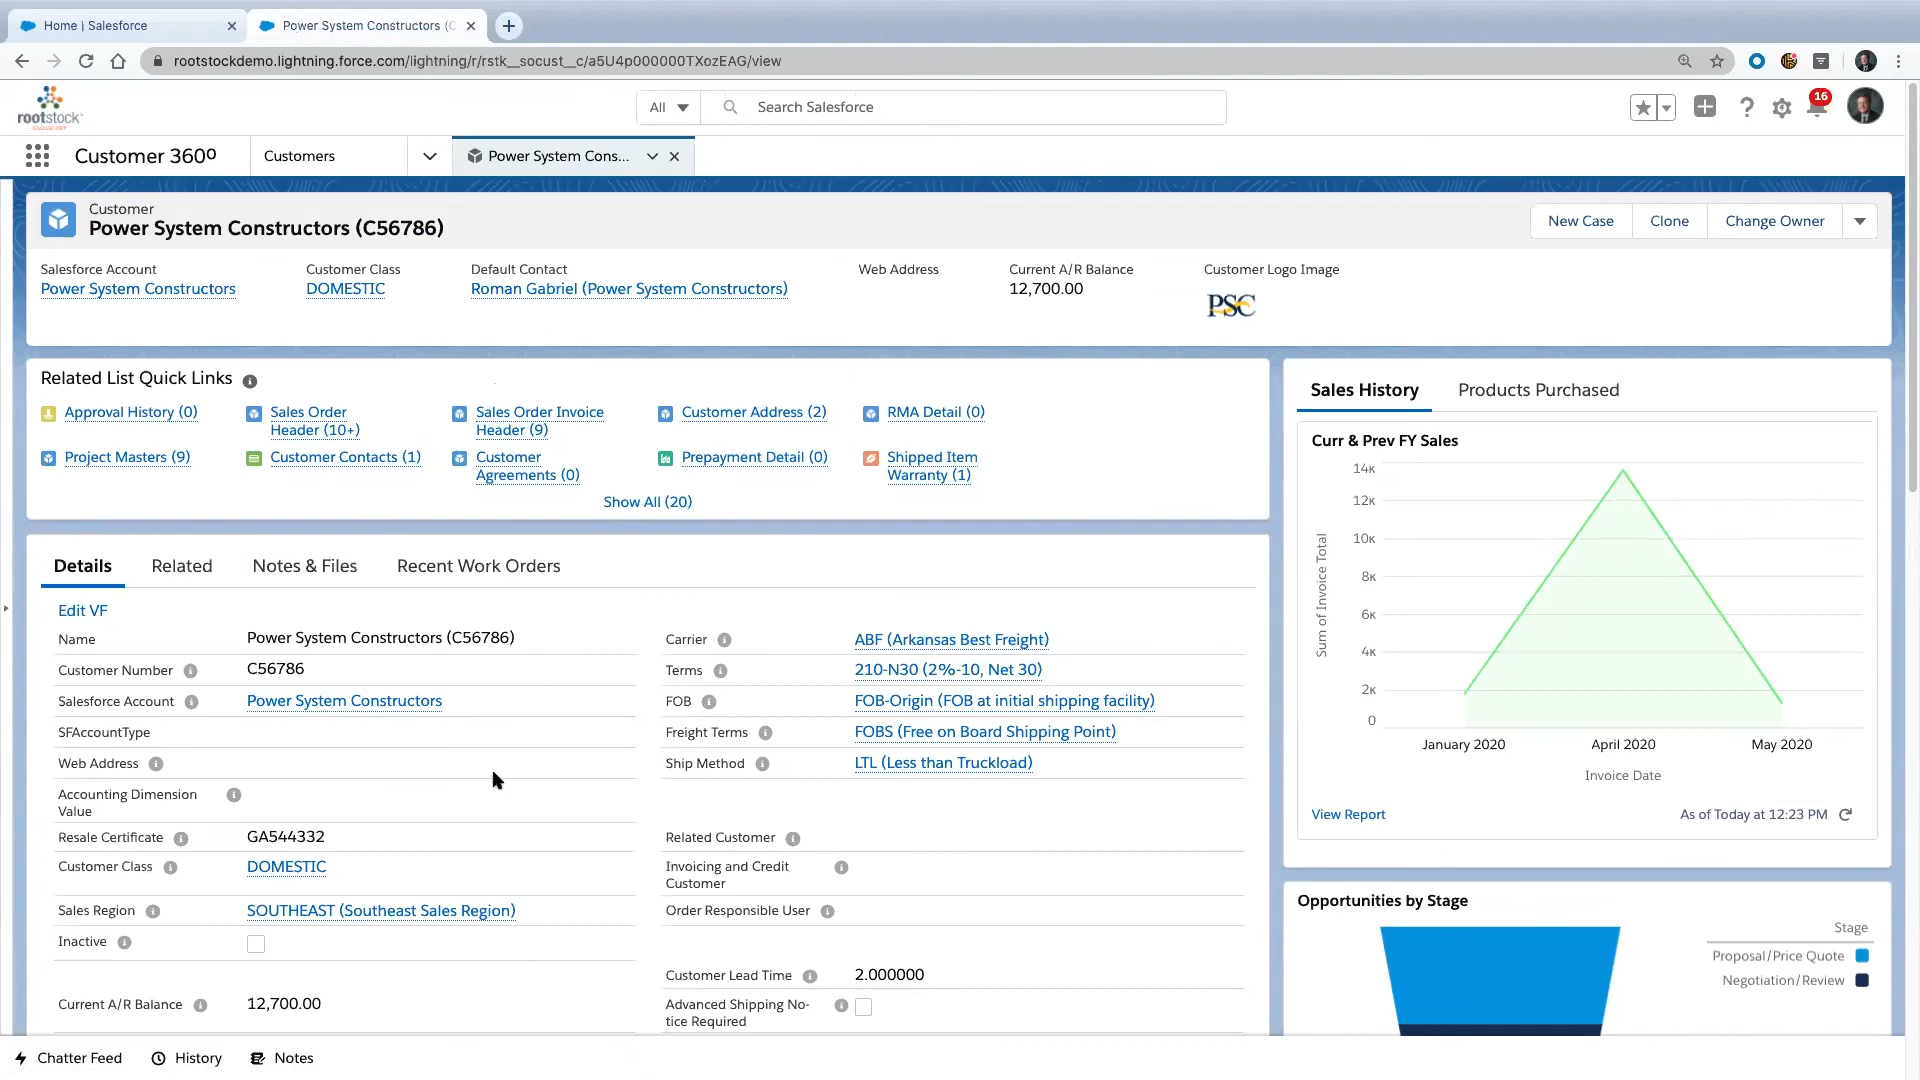 Home | Salesforce
Power System Constructors (C
rootstockdemo.lightning.force.com/lightning/r/rstk__socust__c/a5U4p000000TXozEAG/view
rootstock
CLOUD ERP
All
Search Salesforce
16
Customer 360º
Customers
Power System Cons...
Customer
Power System Constructors (C56786)
New Case
Clone
Change Owner
Salesforce Account
Customer Class
Default Contact
Web Address
Current A/R Balance
Customer Logo Image
Power System Constructors
DOMESTIC
Roman Gabriel (Power System Constructors)
12,700.00
PSC
Related List Quick Links
Approval History (0)
Sales Order
Header (10+)
Sales Order Invoice
Header (9)
Customer Address (2)
RMA Detail (0)
Project Masters (9)
Customer Contacts (1)
Customer
Agreements (0)
Prepayment Detail (0)
Shipped Item
Warranty (1)
Show All (20)
Sales History
Products Purchased
Curr & Prev FY Sales
14K
12K
10K
8K
6K
4K
2K
0
Sum of Invoice Total
January 2020
April 2020
May 2020
Invoice Date
View Report
As of Today at 12:23 PM
Details
Related
Notes & Files
Recent Work Orders
Edit VF
Name
Power System Constructors (C56786)
Carrier
ABF (Arkansas Best Freight)
Customer Number
C56786
Terms
210-N30 (2%-10, Net 30)
Salesforce Account
Power System Constructors
FOB
FOB-Origin (FOB at initial shipping facility)
SFAccountType
Freight Terms
FOBS (Free on Board Shipping Point)
Web Address
Ship Method
LTL (Less than Truckload)
Accounting Dimension
Value
Resale Certificate
GA544332
Related Customer
Customer Class
DOMESTIC
Invoicing and Credit
Customer
Sales Region
SOUTHEAST (Southeast Sales Region)
Order Responsible User
Inactive
Customer Lead Time
2.000000
Current A/R Balance
12,700.00
Advanced Shipping No-
tice Required
Opportunities by Stage
Stage
Proposal/Price Quote
Negotiation/Review
Chatter Feed
History
Notes